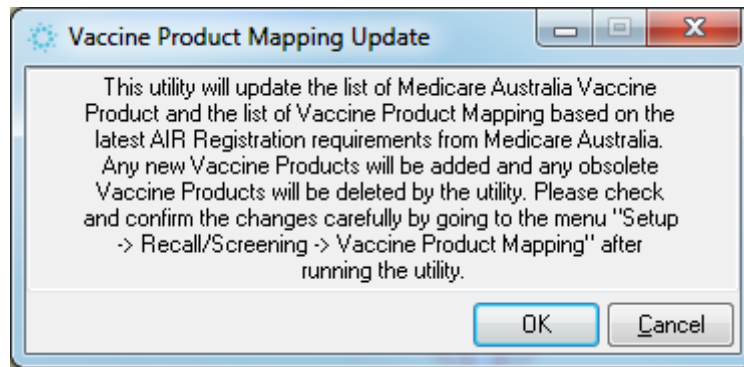 Vaccine Product Mapping Update
This utility will update the list of Medicare Australia Vaccine
Product and the list of Vaccine Product Mapping based on the
latest AIR Registration requirements from Medicare Australia.
Any new Vaccine Products will be added and any obsolete
Vaccine Products will be deleted by the utility. Please check
and confirm the changes carefully by going to the menu "Setup
-> Recall/Screening -> Vaccine Product Mapping" after
running the utility.
OK
Cancel